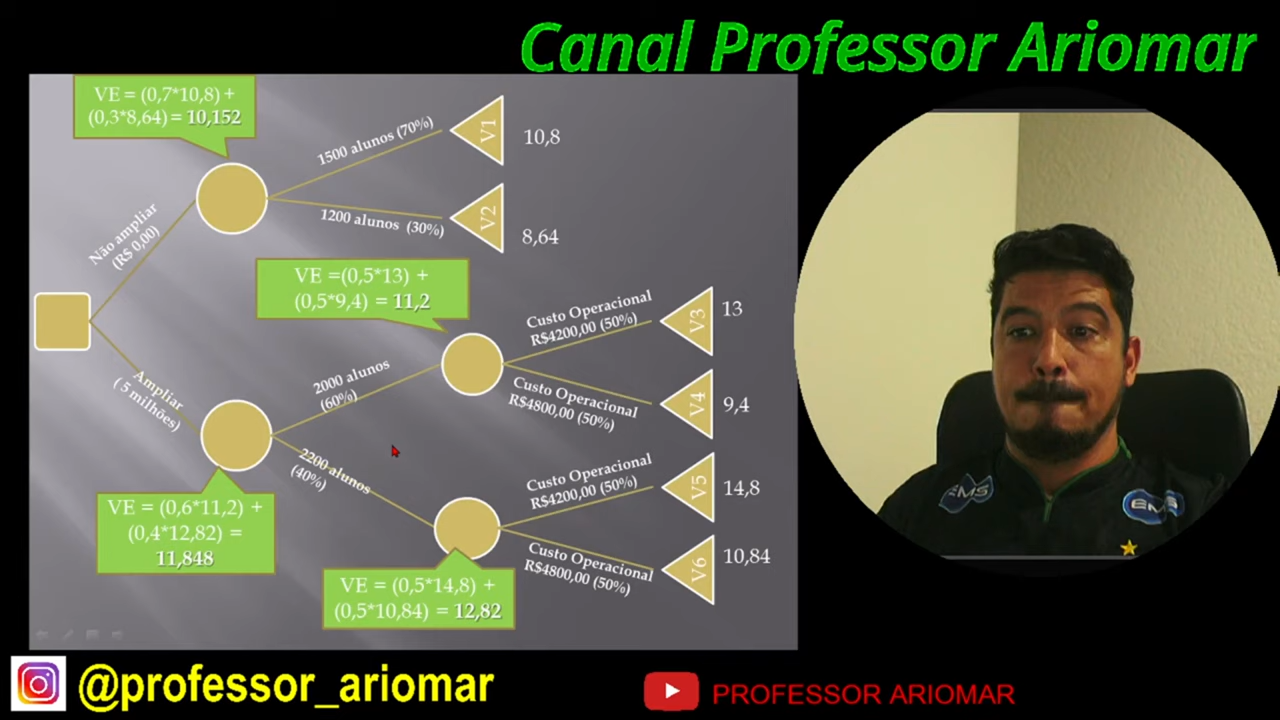 Canal Professor Ariomar
VE = (0,7*10,8) +
(0,3*8,64) = 10,152
Não ampliar
(R$ 0,00)
1500 alunos (70%)
V1
10,8
1200 alunos (30%)
V2
8,64
VE =(0,5*13) +
(0,5*9,4) = 11,2
Custo Operacional
R$4200,00 (50%)
V3
13
Ampliar
( 5 milhões)
2000 alunos
(60%)
Custo Operacional
R$4800,00 (50%)
V4
9,4
2200 alunos
(40%)
Custo Operacional
R$4200,00 (50%)
V5
14,8
VE = (0,6*11,2) +
(0,4*12,82) =
11,848
Custo Operacional
R$4800,00 (50%)
V6
10,84
VE = (0,5*14,8) +
(0,5*10,84) = 12,82
EMS
EMS
@professor_ariomar
PROFESSOR ARIOMAR